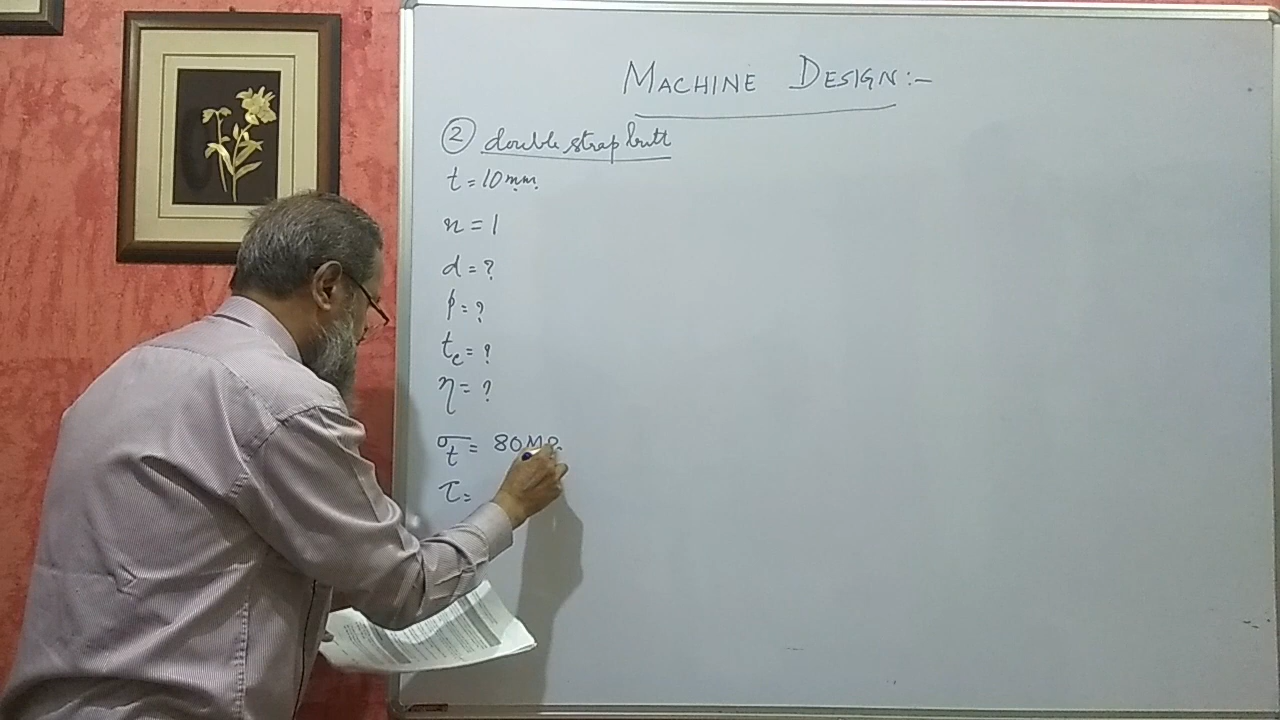 MACHINE DESIGN:-
② double strap butt
t = 10mm.
n = 1
d = ?
p = ?
tc = ?
η = ?
σt = 80MP
τ =